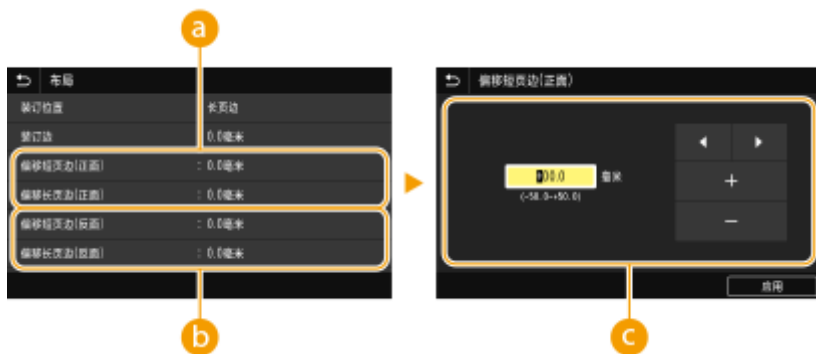 a
布局
装订位置
长页边
装订边
0.0毫米
偏移短页边(正面)
: 0.0毫米
偏移长页边(正面)
: 0.0毫米
偏移短页边(反面)
: 0.0毫米
偏移长页边(反面)
: 0.0毫米
b
偏移短页边(正面)
000.0 毫米
(-50.0~+50.0)
+
−
启用
c